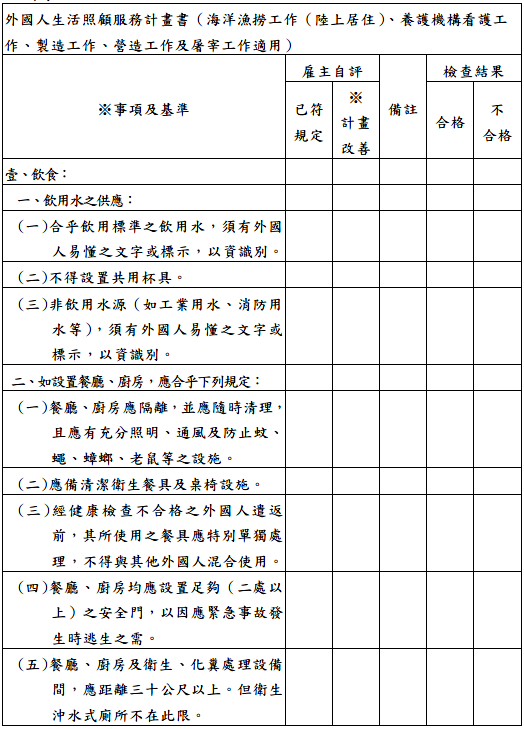 外國人生活照顧服務計畫書（海洋漁撈工作（陸上居住）、養護機構看護工
作、製造工作、營造工作及屠宰工作適用）
※事項及基準
雇主自評
備註
檢查結果
已符
規定
※
計畫
改善
合格
不
合格
壹、飲食：
一、飲用水之供應：
(一)合乎飲用標準之飲用水，須有外國
人易懂之文字或標示，以資識別。
(二)不得設置共用杯具。
(三)非飲用水源（如工業用水、消防用
水等），須有外國人易懂之文字或
標示，以資識別。
二、如設置餐廳、廚房，應合乎下列規定：
(一)餐廳、廚房應隔離，並應隨時清理，
且應有充分照明、通風及防止蚊、
蠅、蟑螂、老鼠等之設施。
(二)應備清潔衛生餐具及桌椅設施。
(三)經健康檢查不合格之外國人遣返
前，其所使用之餐具應特別單獨處
理，不得與其他外國人混合使用。
(四)餐廳、廚房均應設置足夠（二處以
上）之安全門，以因應緊急事故發
生時逃生之需。
(五)餐廳、廚房及衛生、化糞處理設備
間，應距離三十公尺以上。但衛生
沖水式廁所不在此限。